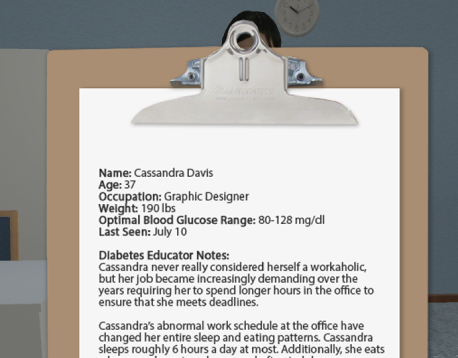 Name: Cassandra Davis
Age: 37
Occupation: Graphic Designer
Weight: 190 lbs
Optimal Blood Glucose Range: 80-128 mg/dl
Last Seen: July 10
Diabetes Educator Notes:
Cassandra never really considered herself a workaholic,
but her job became increasingly demanding over the
years requiring her to spend longer hours in the office to
ensure that she meets deadlines.
Cassandra's abnormal work schedule at the office have
changed her entire sleep and eating patterns. Cassandra
sleeps roughly 6 hours a day at most. Additionally, she eats